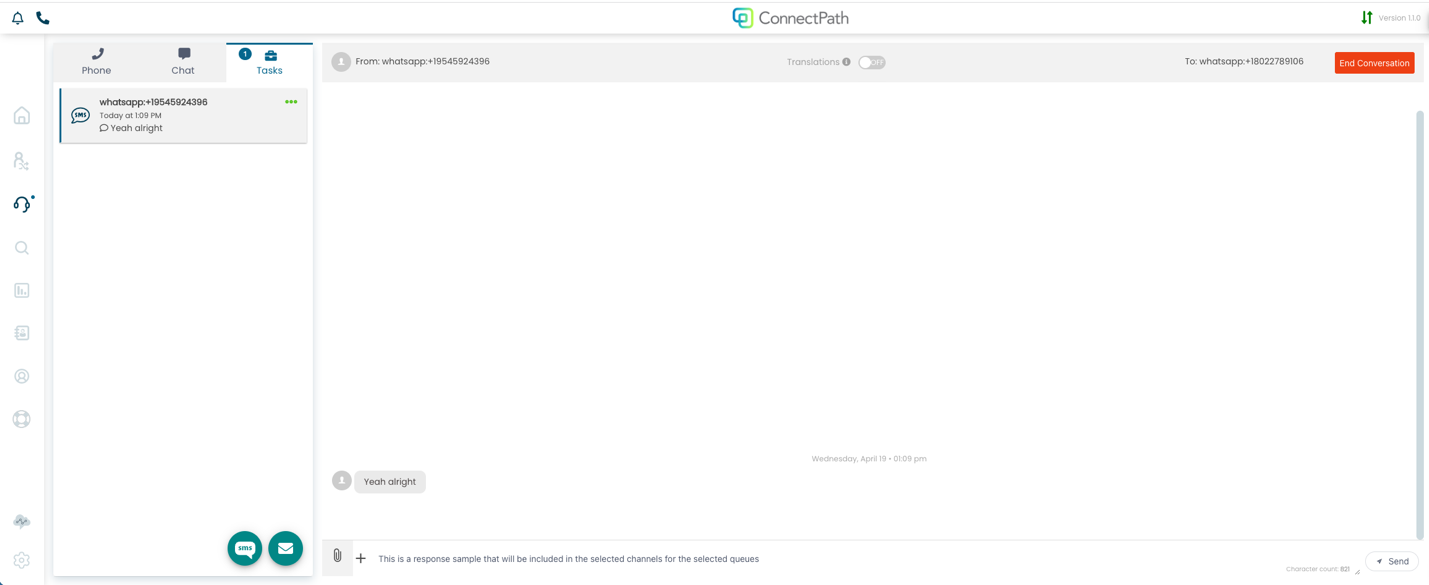 ConnectPath
Version 1.1.0
Phone
Chat
1
Tasks
whatsapp:+19545924396
Today at 1:09 PM
Yeah alright
SMS
From: whatsapp:+19545924396
Translations
OFF
To: whatsapp:+18022789106
End Conversation
Wednesday, April 19 • 01:09 pm
Yeah alright
sms
This is a response sample that will be included in the selected channels for the selected queues
Character count: 821
Send